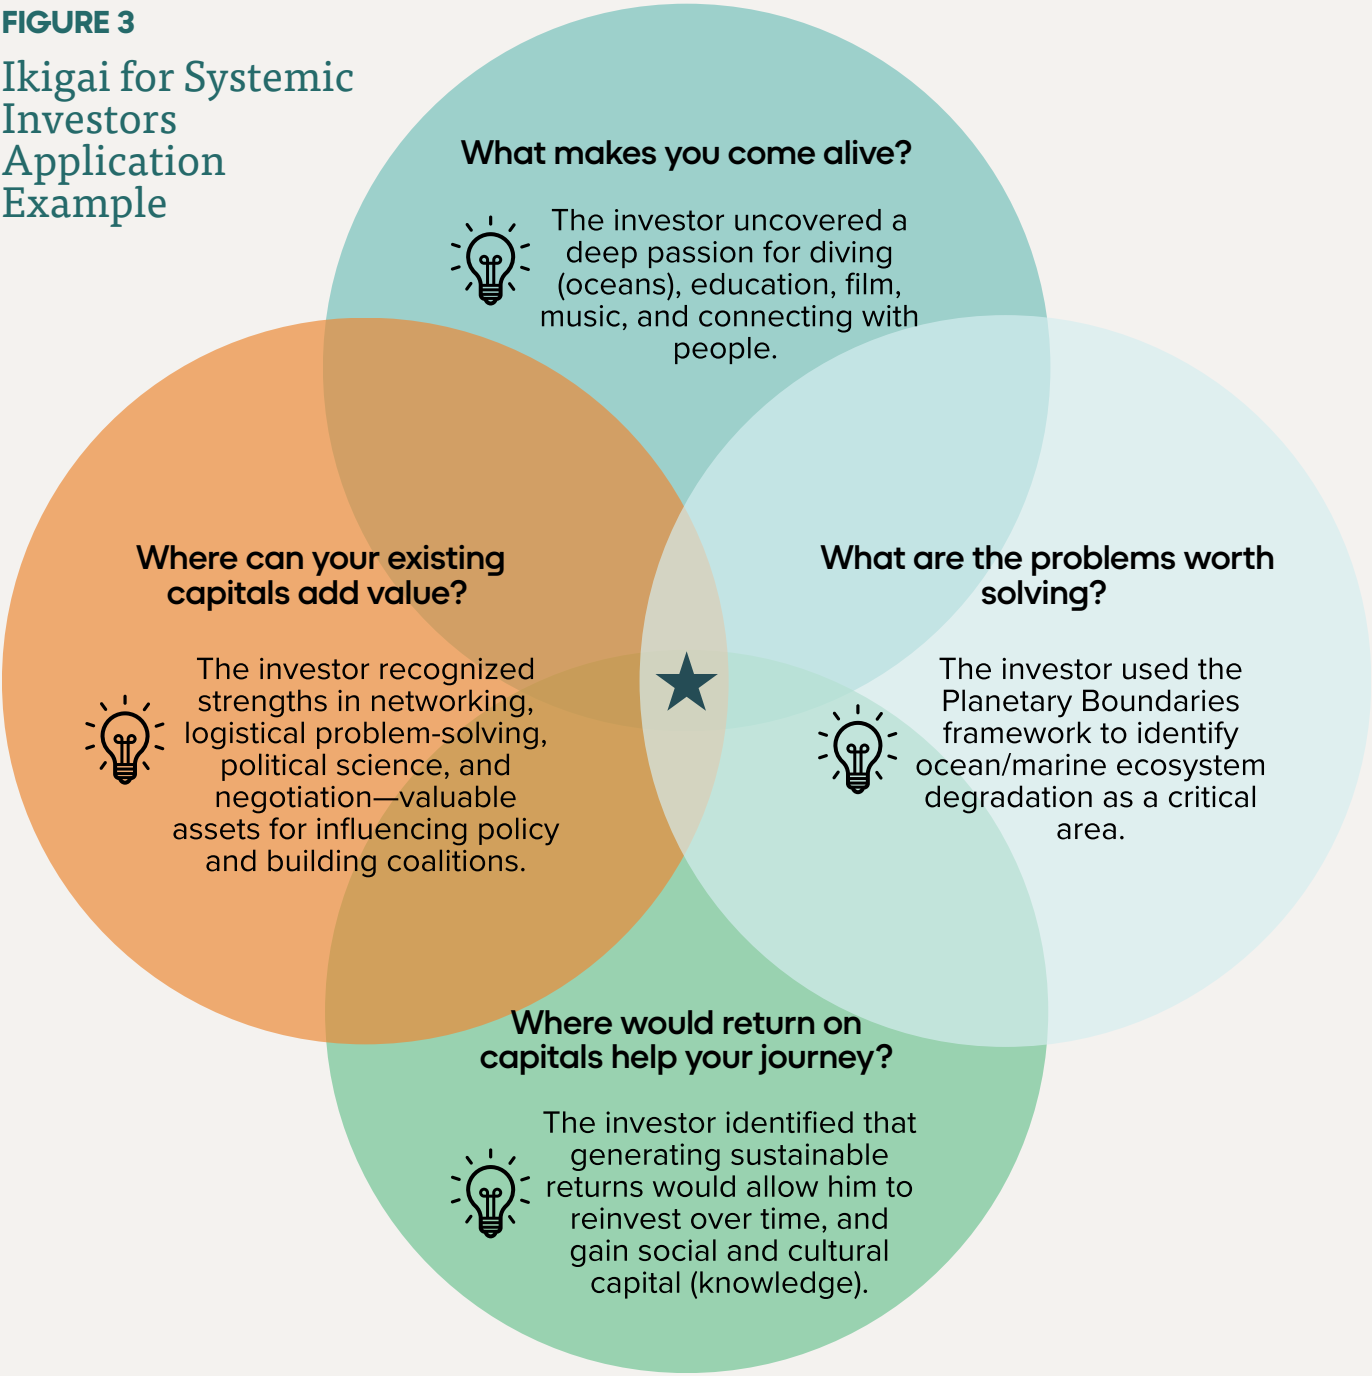 FIGURE 3
Ikigai for Systemic
Investors
Application
Example
What makes you come alive?
The investor uncovered a
deep passion for diving
(oceans), education, film,
music, and connecting with
people.
Where can your existing
capitals add value?
The investor recognized
strengths in networking,
logistical problem-solving,
political science, and
negotiation—valuable
assets for influencing policy
and building coalitions.
What are the problems worth
solving?
The investor used the
Planetary Boundaries
framework to identify
ocean/marine ecosystem
degradation as a critical
area.
Where would return on
capitals help your journey?
The investor identified that
generating sustainable
returns would allow him to
reinvest over time, and
gain social and cultural
capital (knowledge).